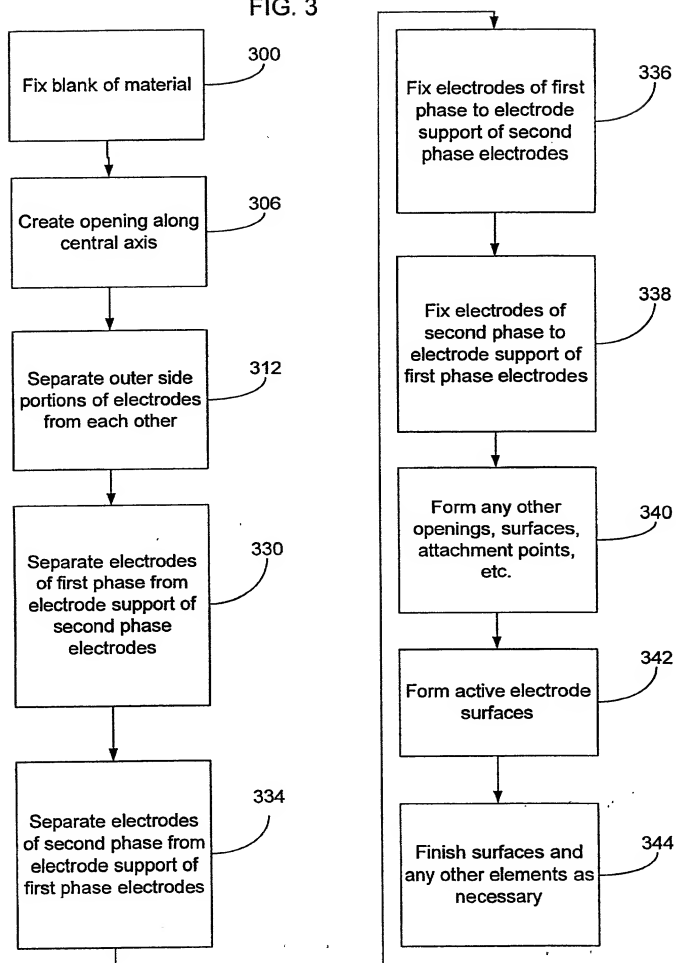 FIG. 3
Fix blank of material
300
Create opening along
central axis
306
Separate outer side
portions of electrodes
from each other
312
Separate electrodes
of first phase from
electrode support of
second phase
electrodes
330
Separate electrodes
of second phase from
electrode support of
first phase electrodes
334
Fix electrodes of first
phase to electrode
support of second
phase electrodes
336
Fix electrodes of
second phase to
electrode support of
first phase electrodes
338
Form any other
openings, surfaces,
attachment points,
etc.
340
Form active electrode
surfaces
342
Finish surfaces and
any other elements as
necessary
344